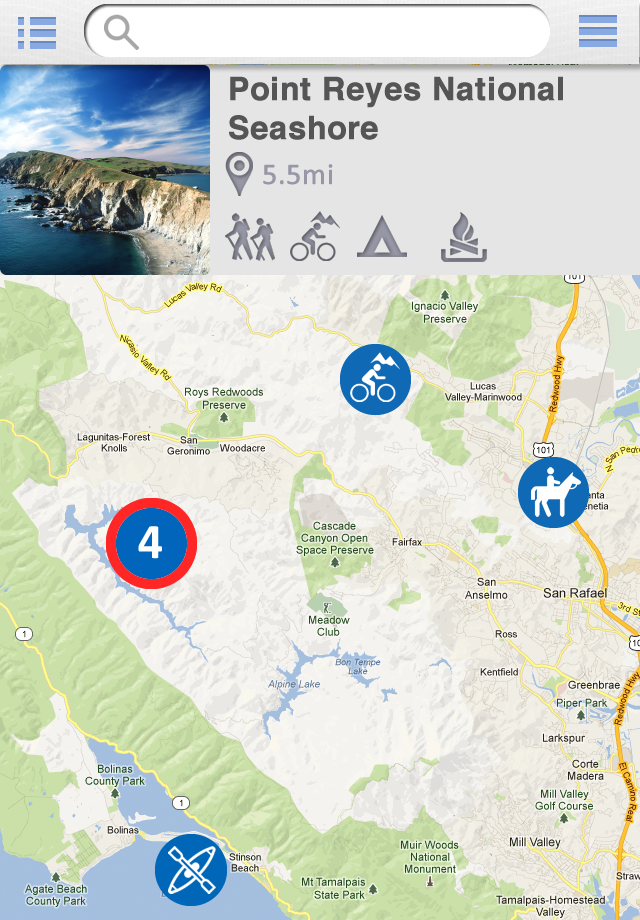 Point Reyes National
Seashore
5.5mi
101
Lucas Valley Rd
Ignacio Valley
Preserve
Nicasio Valley Rd
Redwood Hwy
Roys Redwoods
Preserve
Lucas
Valley-Marinwood
Lagunitas-Forest
Knolls
San
Geronimo
Woodacre
101
N San Pedro
anta
enetia
4
Cascade
Canyon Open
Space Preserve
Fairfax
San
Anselmo
San Rafael
3rd St
Meadow
Club
1
Ross
10
Bon Tempe
Lake
Alpine Lake
Kentfield
Greenbrae
Redwood Hwy
Piper Park
Larkspur
Bolinas
County Park
Corte
Madera
El Camino Real
1
Mill Valley
Golf Course
Bolinas
Mill Valley
Stinson
Beach
Muir Woods
National
Monument
Straw
Agate Beach
County Park
Mt Tamalpais
State Park
Tamalpais-Homestead
Valley